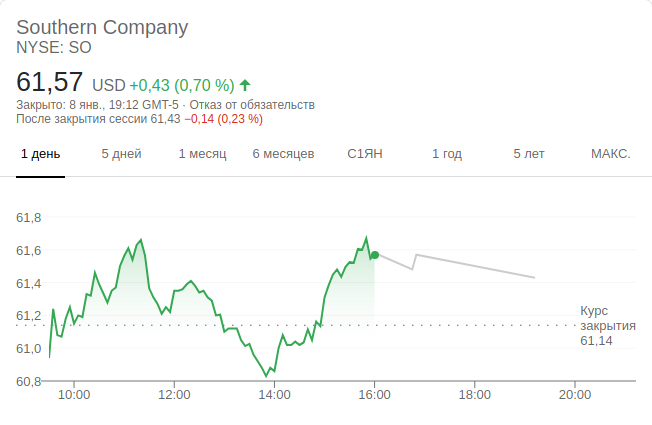 Southern Company
NYSE: SO
61,57 USD +0,43 (0,70 %)
Закрыто: 8 янв., 19:12 GMT-5 · Отказ от обязательств
После закрытия сессии 61,43 −0,14 (0,23 %)
1 день 5 дней 1 месяц 6 месяцев С1ЯН 1 год 5 лет МАКС.
61,8
61,6
61,4
61,2
61,0
60,8
Курс
закрытия
61,14
10:00 12:00 14:00 16:00 18:00 20:00